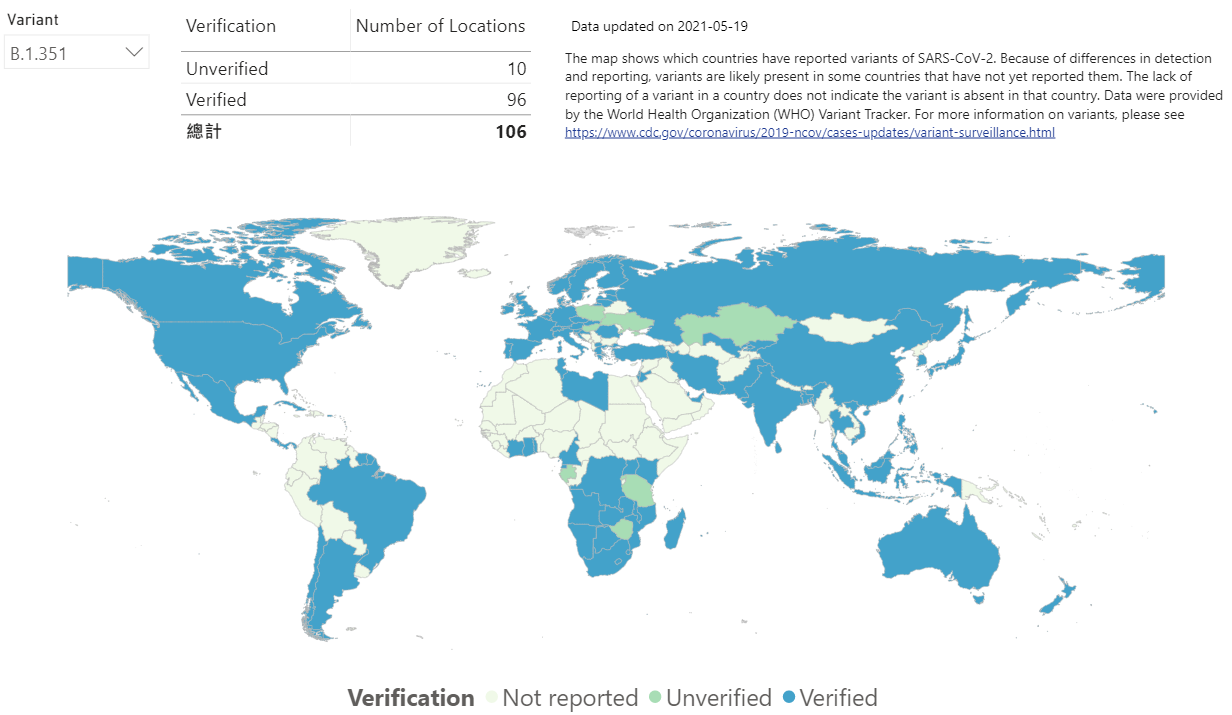 Variant
B.1.351
Verification Number of Locations
Unverified 10
Verified 96
總計 106
Data updated on 2021-05-19
The map shows which countries have reported variants of SARS-CoV-2. Because of differences in detection
and reporting, variants are likely present in some countries that have not yet reported them. The lack of
reporting of a variant in a country does not indicate the variant is absent in that country. Data were provided
by the World Health Organization (WHO) Variant Tracker. For more information on variants, please see
https://www.cdc.gov/coronavirus/2019-ncov/cases-updates/variant-surveillance.html
Verification Not reported Unverified Verified